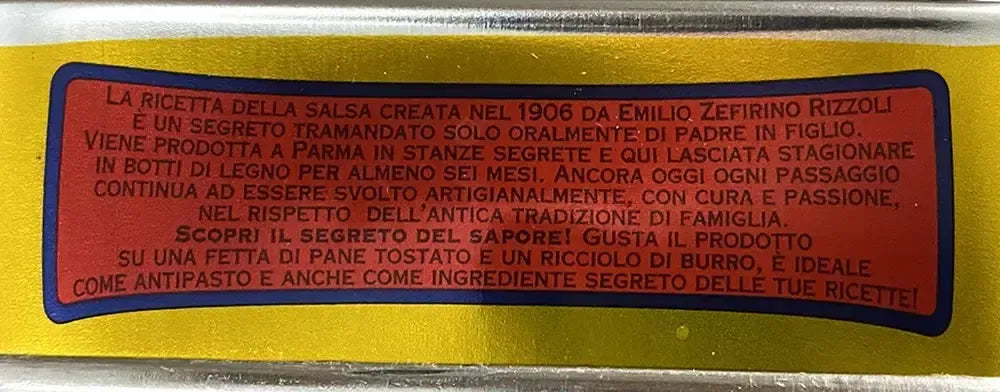 LA RICETTA DELLA SALSA CREATA NEL 1906 DA EMILIO ZEFIRINO RIZZOLI
È UN SEGRETO TRAMANDATO SOLO ORALMENTE DI PADRE IN FIGLIO.
VIENE PRODOTTA A PARMA IN STANZE SEGRETE E QUI LASCIATA STAGIONARE
IN BOTTI DI LEGNO PER ALMENO SEI MESI. ANCORA OGGI OGNI PASSAGGIO
CONTINUA AD ESSERE SVOLTO ARTIGIANALMENTE, CON CURA E PASSIONE,
NEL RISPETTO DELL'ANTICA TRADIZIONE DI FAMIGLIA.
SCOPRI IL SEGRETO DEL SAPORE! GUSTA IL PRODOTTO
SU UNA FETTA DI PANE TOSTATO E UN RICCIOLO DI BURRO, È IDEALE
COME ANTIPASTO E ANCHE COME INGREDIENTE SEGRETO DELLE TUE RICETTE!